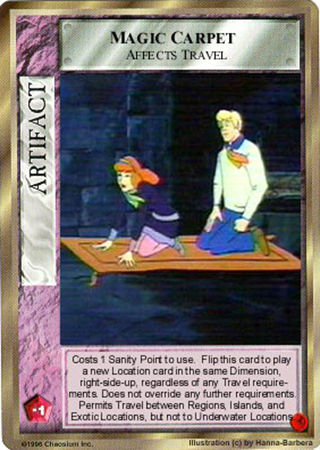 MAGIC CARPET
AFFECTS TRAVEL
ARTIFACT
Costs 1 Sanity Point to use. Flip this card to play
a new Location card in the same Dimension,
right-side-up, regardless of any Travel require-
ments. Does not override any further requirements.
Permits Travel between Regions, Islands, and
Exotic Locations, but not to Underwater Locations!
-1
©1996 Chaosium Inc.
Illustration (c) by Hanna-Barbera